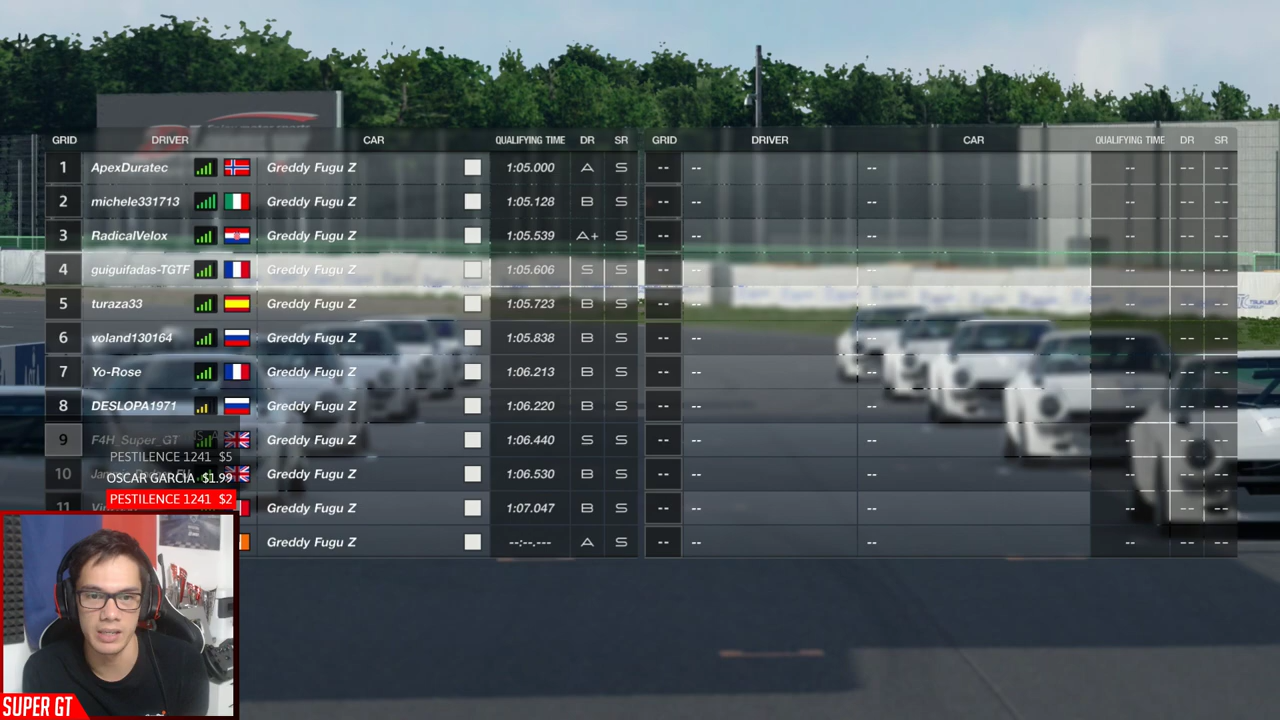 GRID DRIVER CAR QUALIFYING TIME DR SR GRID DRIVER CAR QUALIFYING TIME DR SR
1 ApexDuratec Greddy Fugu Z 1:05.000 A S -- -- -- -- -- --
2 michele331713 Greddy Fugu Z 1:05.128 B S -- -- -- -- -- --
3 RadicalVelox Greddy Fugu Z 1:05.539 A+ S -- -- -- -- -- --
4 guiguifadas-TGTF Greddy Fugu Z 1:05.606 S S -- -- -- -- -- --
5 turaza33 Greddy Fugu Z 1:05.723 B S -- -- -- -- -- --
6 voland130164 Greddy Fugu Z 1:05.838 B S -- -- -- -- -- --
7 Yo-Rose Greddy Fugu Z 1:06.213 B S -- -- -- -- -- --
8 DESLOPA1971 Greddy Fugu Z 1:06.220 B S -- -- -- -- -- --
9 F4H_Super_GT Greddy Fugu Z 1:06.440 S S -- -- -- -- -- --
PESTILENCE 1241 $5
10 Greddy Fugu Z 1:06.530 B S -- -- -- -- -- --
OSCAR GARCIA $1.99
PESTILENCE 1241 $2
11 Greddy Fugu Z 1:07.047 B S -- -- -- -- -- --
Greddy Fugu Z --:--.--- A S -- -- -- -- -- --
SUPER GT